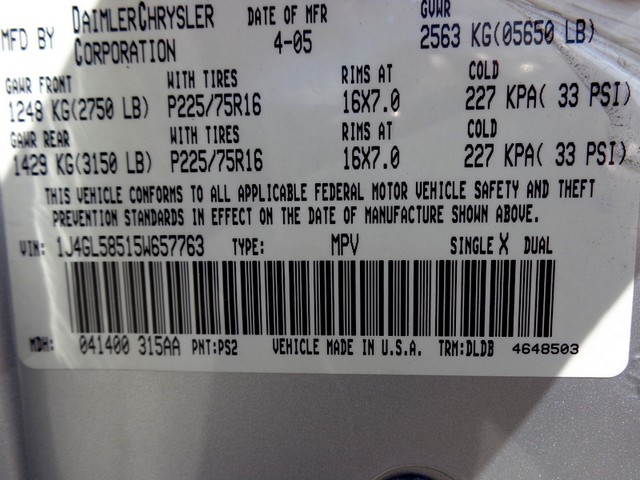 MFD BY DAIMLERCHRYSLER CORPORATION DATE OF MFR 4-05 GVWR 2563 KG(05650 LB)
GAWR FRONT WITH TIRES RIMS AT COLD
1248 KG(2750 LB) P225/75R16 16X7.0 227 KPA( 33 PSI)
GAWR REAR WITH TIRES RIMS AT COLD
1429 KG(3150 LB) P225/75R16 16X7.0 227 KPA( 33 PSI)
THIS VEHICLE CONFORMS TO ALL APPLICABLE FEDERAL MOTOR VEHICLE SAFETY AND THEFT
PREVENTION STANDARDS IN EFFECT ON THE DATE OF MANUFACTURE SHOWN ABOVE.
VIN: 1J4GL58515W657763 TYPE: MPV SINGLE X DUAL
MDH: 041400 315AA PNT:PS2 VEHICLE MADE IN U.S.A. TRM:DLDB 4648503